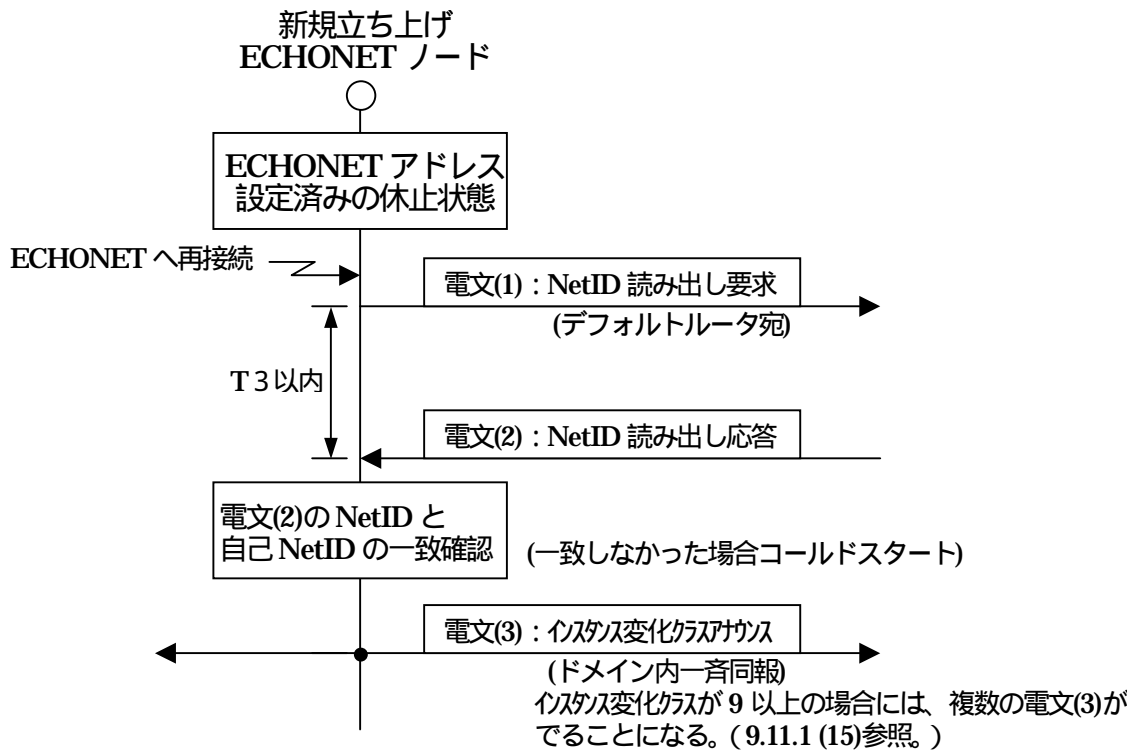 新規立ち上げ
ECHONET ノード
ECHONET アドレス
設定済みの休止状態
ECHONET へ再接続
電文(1)：NetID 読み出し要求
(デフォルトルータ宛)
T３以内
電文(2)：NetID 読み出し応答
電文(2)の NetID と
自己 NetID の一致確認
(一致しなかった場合コールドスタート)
電文(3)：ｲﾝｽﾀﾝｽ変化ｸﾗｽｱﾅｳﾝｽ
(ドメイン内一斉同報)
ｲﾝｽﾀﾝｽ変化ｸﾗｽが 9 以上の場合には、複数の電文(3)が
でることになる。( 9.11.1 (15)参照。)